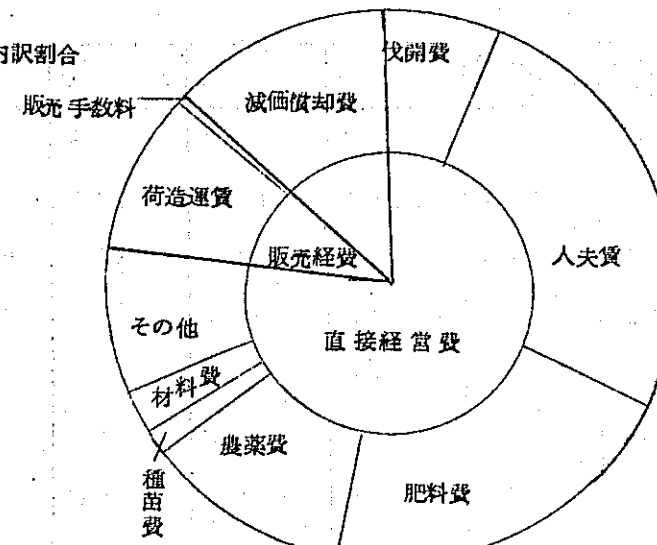 内訳割合
伐開費
減価償却費
販売手数料
荷造運賃
販売経費
人夫賃
その他
直接経営費
材料費
農薬費
肥料費
種苗費